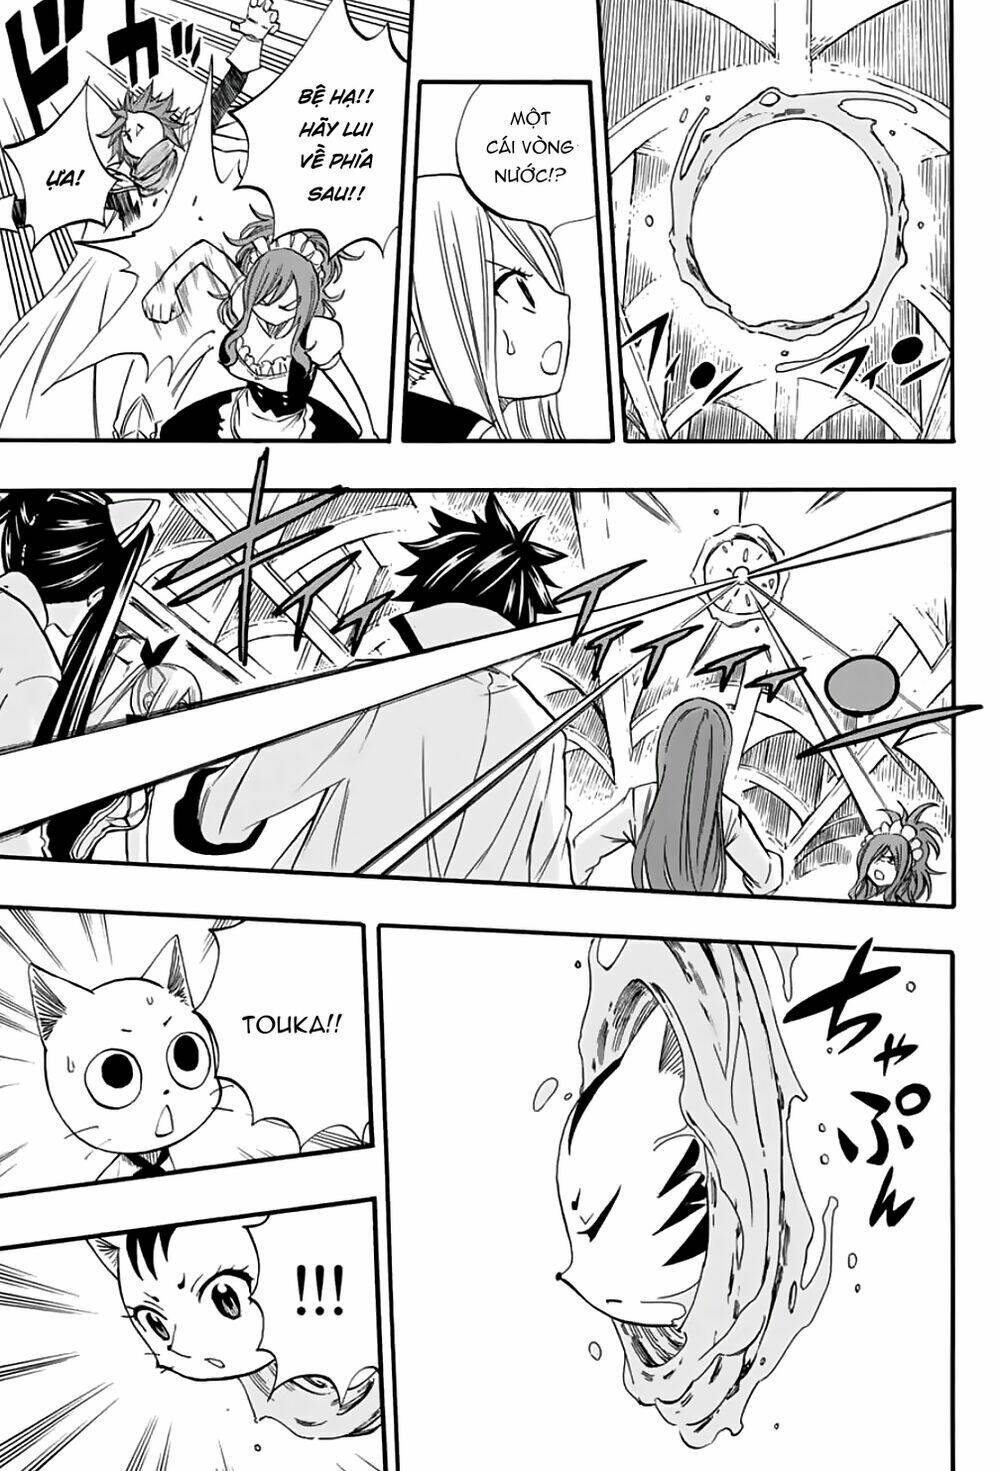 MỘT
CÁI VÒNG
NƯỚC!?
BỆ HẠ!!
HÃY LUI
VỀ PHÍA
SAU!!
ỰA!
ドカ
ちゃぷん
TOUKA!!
!!!